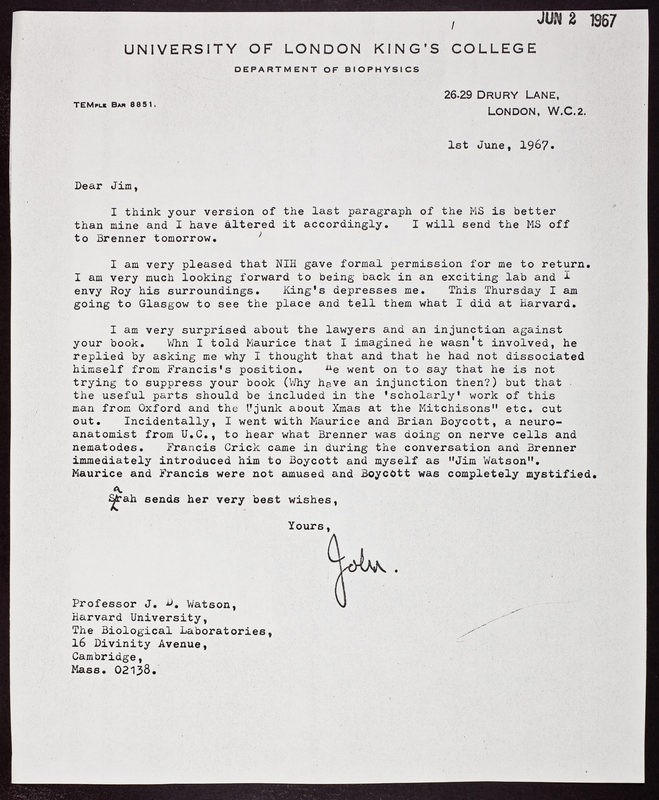 JUN 2 1967
UNIVERSITY OF LONDON KING'S COLLEGE
DEPARTMENT OF BIOPHYSICS
TEMple Bar 8851.
26-29 Drury Lane,
London, W.C.2.
1st June, 1967.
Dear Jim,
I think your version of the last paragraph of the MS is better
than mine and I have altered it accordingly. I will send the MS off
to Brenner tomorrow.
I am very pleased that NIH gave formal permission for me to return.
I am very much looking forward to being back in an exciting lab and I
envy Roy his surroundings. King's depresses me. This Thursday I am
going to Glasgow to see the place and tell them what I did at Harvard.
I am very surprised about the lawyers and an injunction against
your book. Whn I told Maurice that I imagined he wasn't involved, he
replied by asking me why I thought that and that he had not dissociated
himself from Francis's position. He went on to say that he is not
trying to suppress your book (Why have an injunction then?) but that
the useful parts should be included in the 'scholarly' work of this
man from Oxford and the "junk about Xmas at the Mitchisons" etc. cut
out. Incidentally, I went with Maurice and Brian Boycott, a neuro-
anatomist from U.C., to hear what Brenner was doing on nerve cells and
nematodes. Francis Crick came in during the conversation and Brenner
immediately introduced him to Boycott and myself as "Jim Watson".
Maurice and Francis were not amused and Boycott was completely mystified.
Sarah sends her very best wishes,
Yours,
John.
Professor J. D. Watson,
Harvard University,
The Biological Laboratories,
16 Divinity Avenue,
Cambridge,
Mass. 02138.